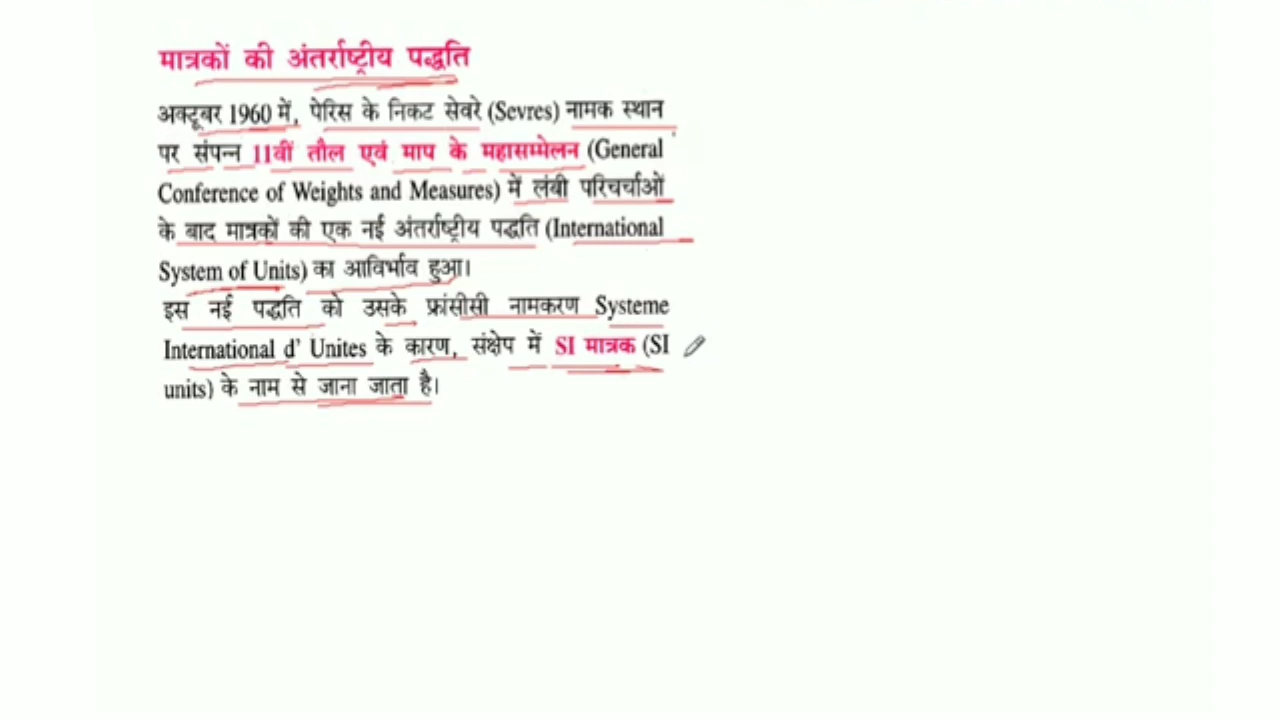 मात्रकों की अंतर्राष्ट्रीय पद्धति
अक्टूबर 1960 में, पेरिस के निकट सेवरे (Sevres) नामक स्थान
पर संपन्न 11वीं तौल एवं माप के महासम्मेलन (General
Conference of Weights and Measures) में लंबी परिचर्चाओं
के बाद मात्रकों की एक नई अंतर्राष्ट्रीय पद्धति (International
System of Units) का आविर्भाव हुआ।
इस नई पद्धति को उसके फ्रांसीसी नामकरण Systeme
International d' Unites के कारण, संक्षेप में SI मात्रक (SI
units) के नाम से जाना जाता है।